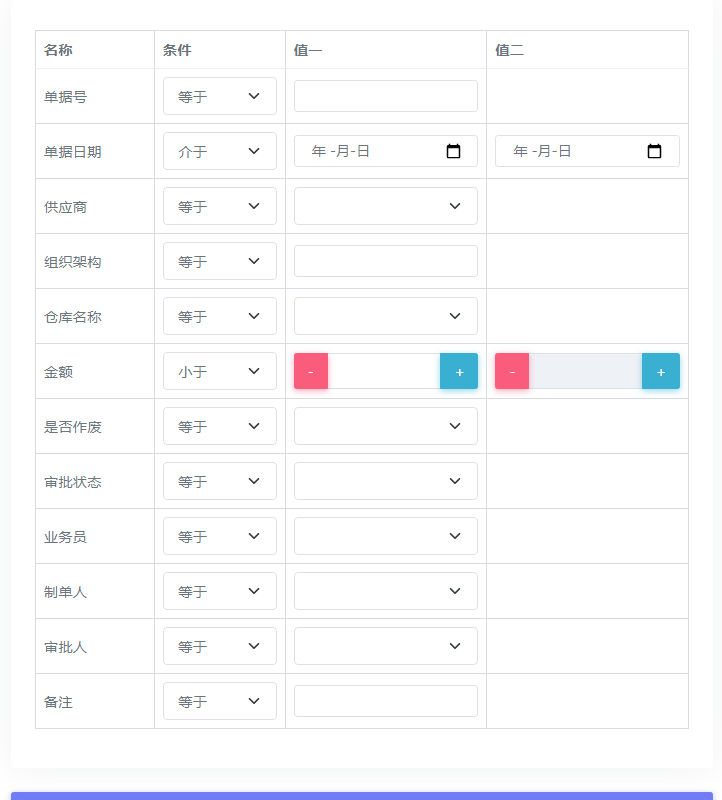 名称 条件 值一 值二
单据号 等于
单据日期 介于 年 -月-日 年 -月-日
供应商 等于
组织架构 等于
仓库名称 等于
金额 小于 - + - +
是否作废 等于
审批状态 等于
业务员 等于
制单人 等于
审批人 等于
备注 等于